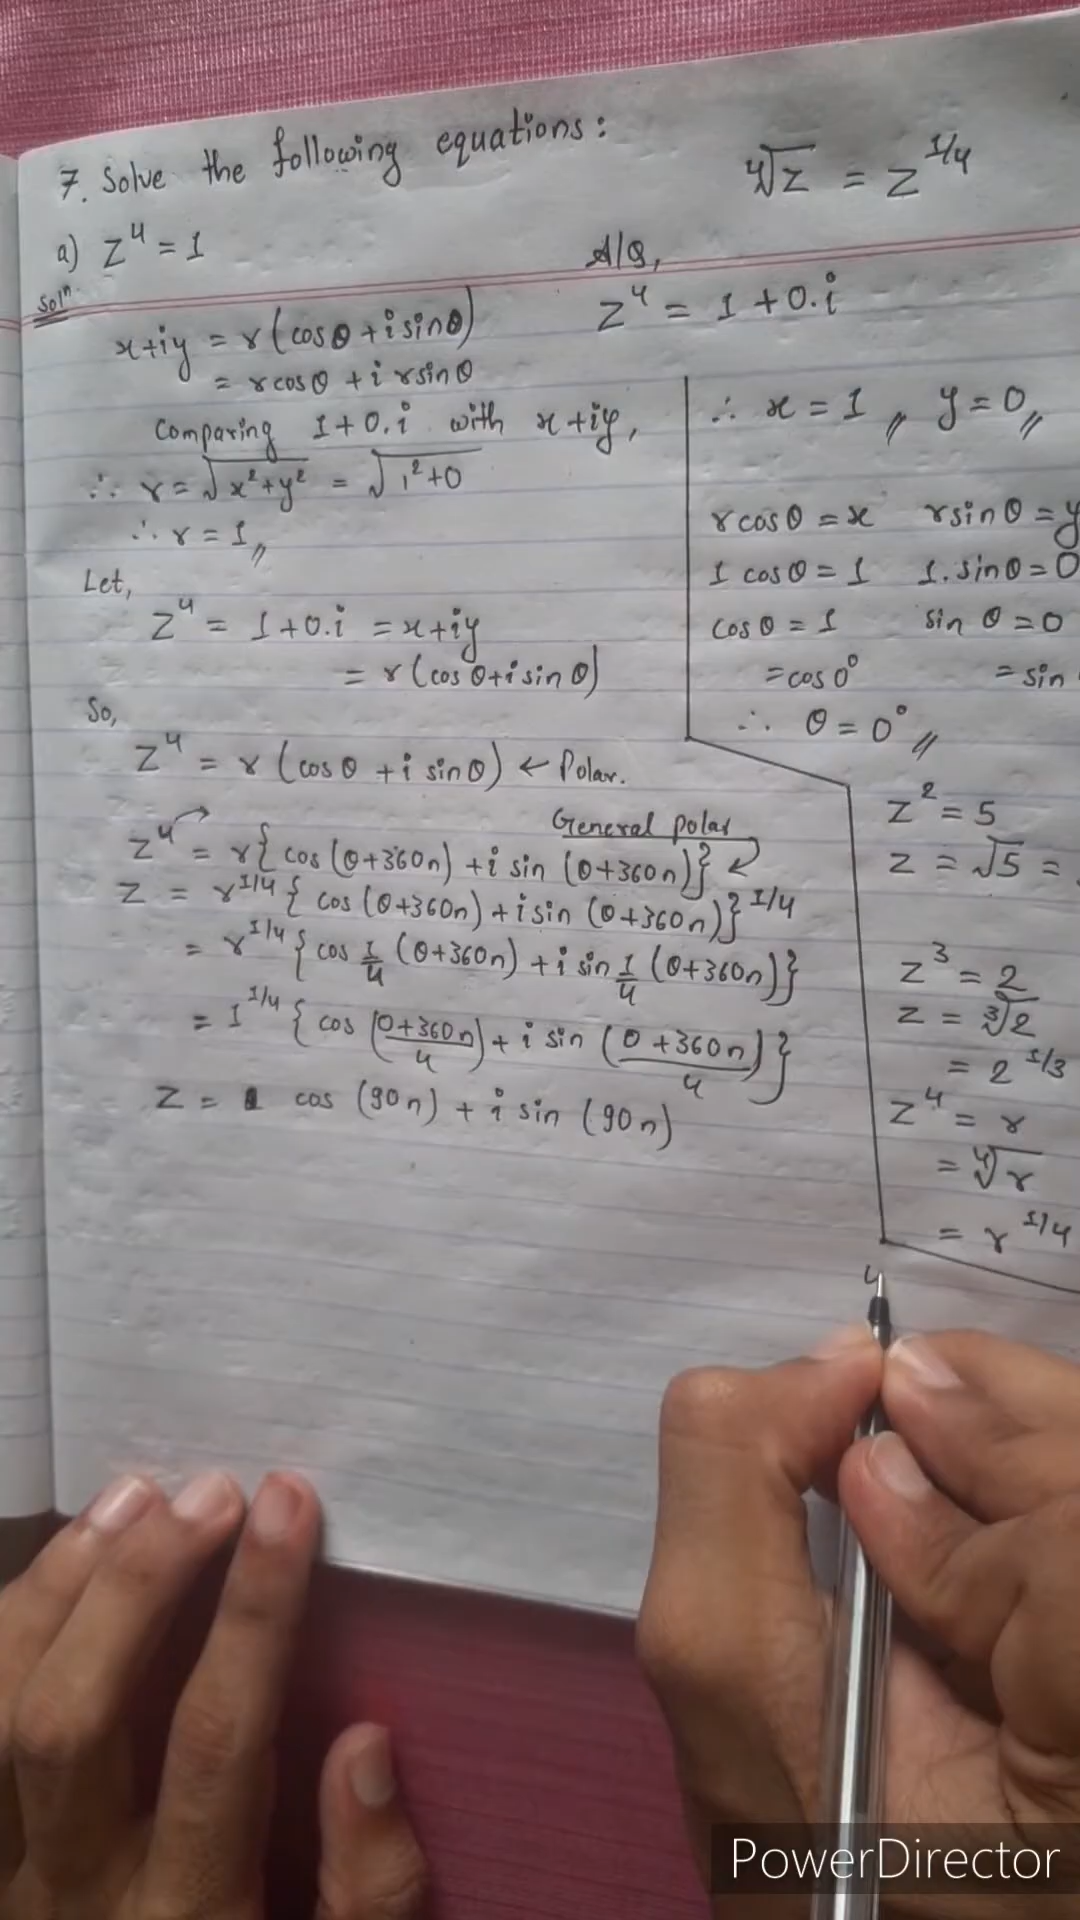 7. Solve the following equations:
∜z = z^1/4
a) z^4 = 1
Solⁿ
x+iy = r(cosθ + i sinθ)
= r cosθ + i r sinθ
Comparing 1+0.i with x+iy,
∴ r = √x²+y² = √1²+0
∴ r = 1,,
Let,
z^4 = 1+0.i = x+iy
= r(cosθ+i sinθ)
So,
z^4 = r (cosθ + i sinθ) ← Polar.
General polar
z^4 = r{cos(θ+360n) + i sin (θ+360n)}
z = r^1/4 {cos(θ+360n)+i sin(θ+360n)}^1/4
= r^1/4 {cos 1/4 (θ+360n) + i sin 1/4 (θ+360n)}
= 1^1/4 {cos (0+360n)/4 + i sin (0+360n)/4}
z = cos (90n) + i sin (90n)
A/Q,
z^4 = 1+0.i
∴ x = 1,, y = 0,,
r cosθ = x r sinθ = y
1 cosθ = 1 1. sinθ = 0
cosθ = 1 sin θ = 0
= cos 0° = sin
∴ θ = 0°,,
z² = 5
z = √5 =
z³ = 2
z = ∛2
= 2^1/3
z^4 = r
= ∜r
= r^1/4
PowerDirector